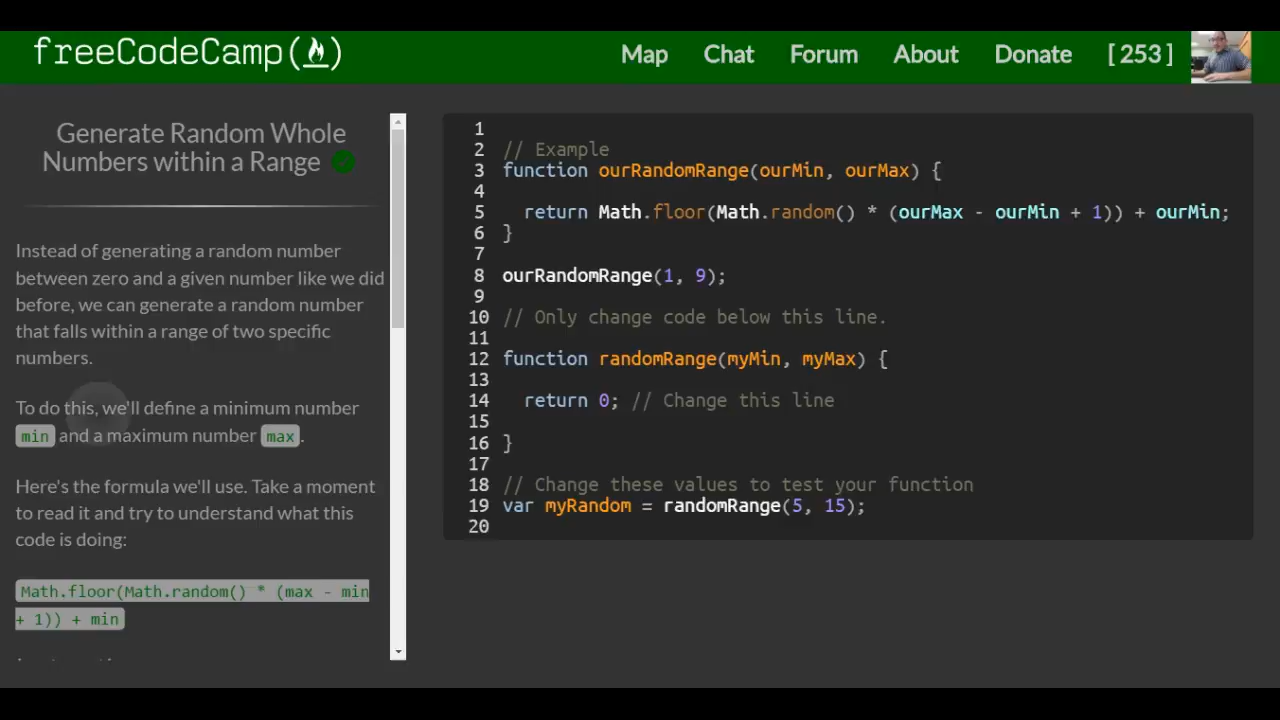 freeCodeCamp(🔥)
Map Chat Forum About Donate [ 253 ]
Generate Random Whole
Numbers within a Range
Instead of generating a random number
between zero and a given number like we did
before, we can generate a random number
that falls within a range of two specific
numbers.
To do this, we'll define a minimum number
min and a maximum number max.
Here's the formula we'll use. Take a moment
to read it and try to understand what this
code is doing:
Math.floor(Math.random() * (max - min
+ 1)) + min
1
2 // Example
3 function ourRandomRange(ourMin, ourMax) {
4
5 return Math.floor(Math.random() * (ourMax - ourMin + 1)) + ourMin;
6 }
7
8 ourRandomRange(1, 9);
9
10 // Only change code below this line.
11
12 function randomRange(myMin, myMax) {
13
14 return 0; // Change this line
15
16 }
17
18 // Change these values to test your function
19 var myRandom = randomRange(5, 15);
20